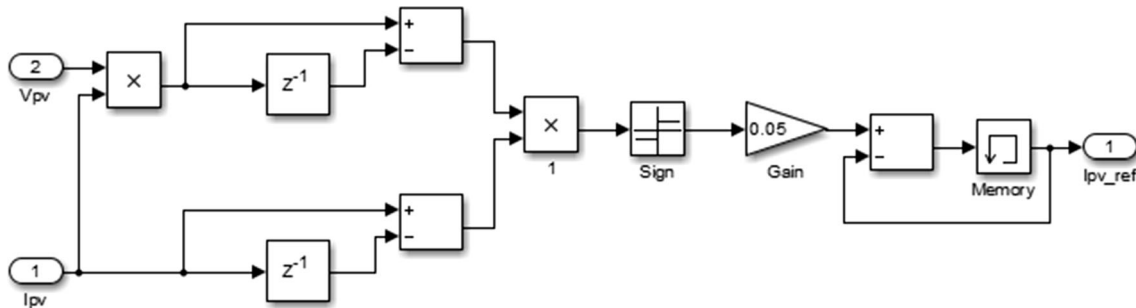 2
Vpv
×
z-1
+
−
×
1
Sign
0.05
Gain
+
−
Memory
1
Ipv_ref
+
−
z-1
1
Ipv